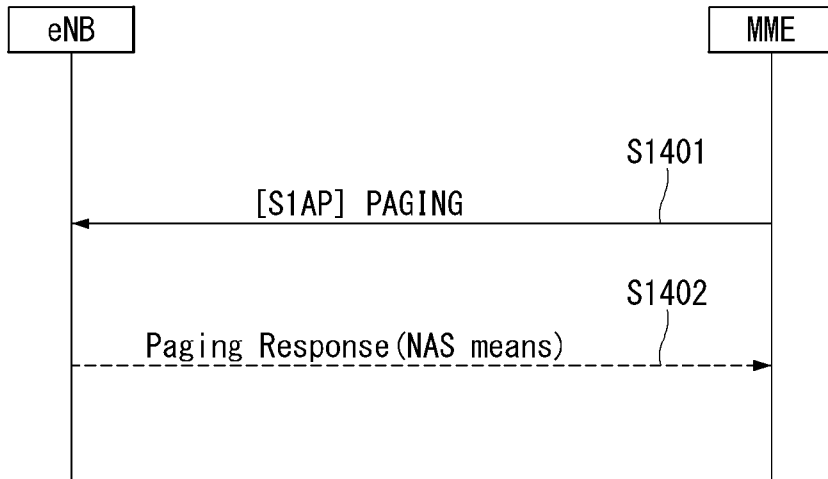 eNB
MME
S1401
[S1AP] PAGING
S1402
Paging Response(NAS means)